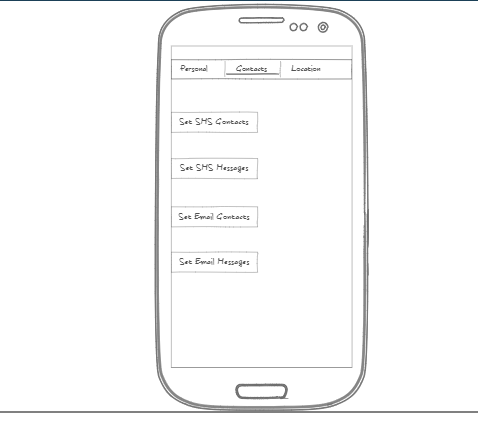 Personal Contacts Location
Set SMS Contacts
Set SMS Messages
Set Email Contacts
Set Email Messages